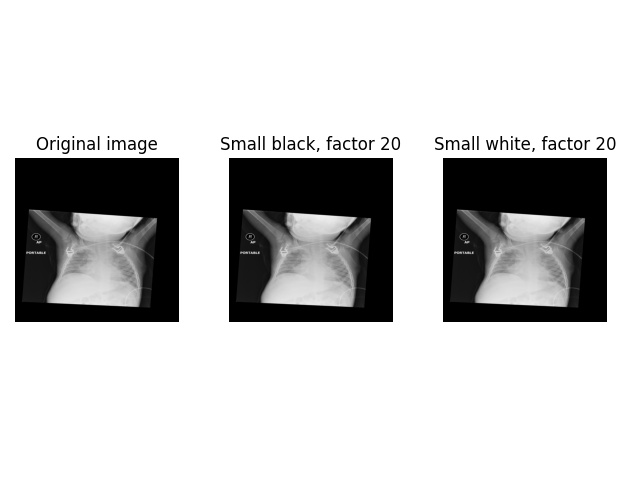 Original image
Small black, factor 20
Small white, factor 20
AP
PORTABLE
AP
PORTABLE
AP
PORTABLE